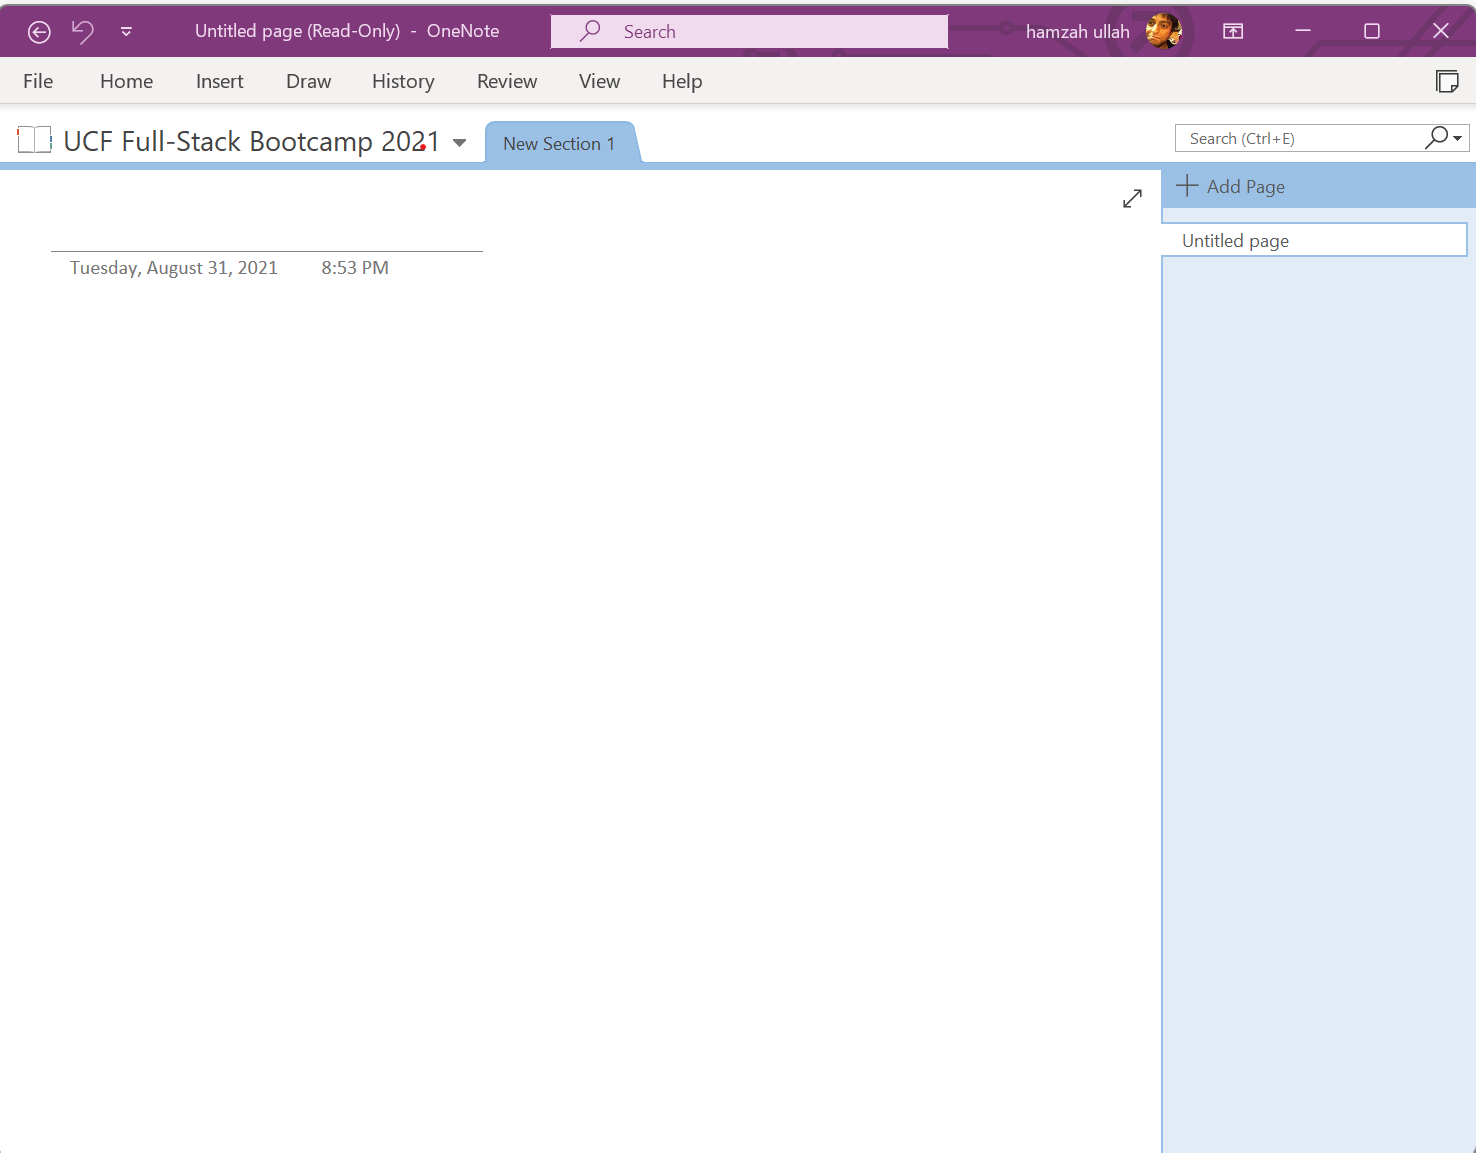 Untitled page (Read-Only) - OneNote
Search
hamzah ullah
File Home Insert Draw History Review View Help
UCF Full-Stack Bootcamp 2021
New Section 1
Search (Ctrl+E)
Add Page
Untitled page
Tuesday, August 31, 2021 8:53 PM